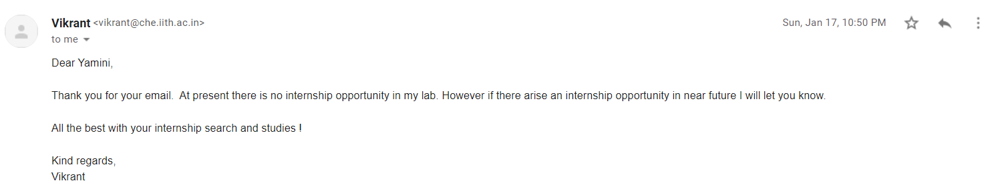 Vikrant <vikrant@che.iith.ac.in> Sun, Jan 17, 10:50 PM
to me
Dear Yamini,
Thank you for your email.  At present there is no internship opportunity in my lab. However if there arise an internship opportunity in near future I will let you know.
All the best with your internship search and studies !
Kind regards,
Vikrant